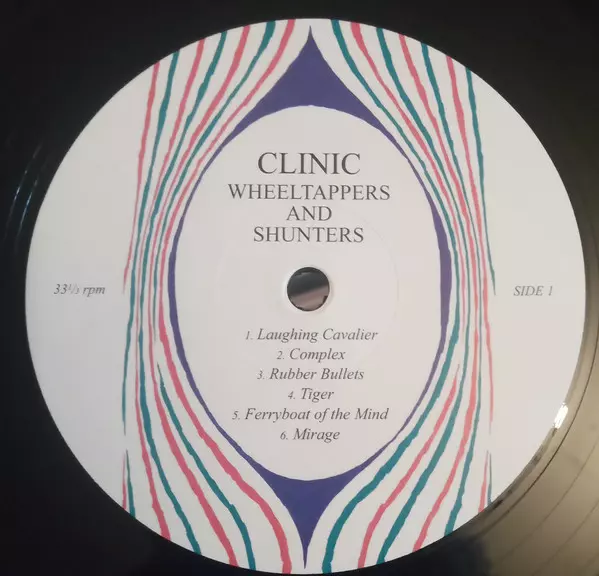 CLINIC
WHEELTAPPERS
AND
SHUNTERS
33⅓ rpm
SIDE 1
1. Laughing Cavalier
2. Complex
3. Rubber Bullets
4. Tiger
5. Ferryboat of the Mind
6. Mirage